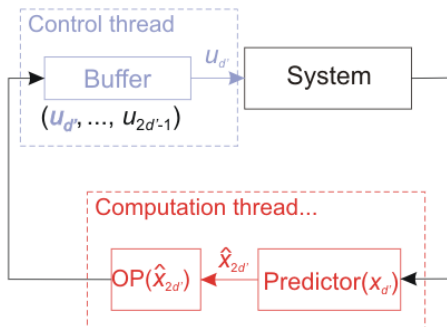 Control thread
Buffer
u_{d'}
System
(u_{d'}, ..., u_{2d'-1})
Computation thread...
OP(x̂_{2d'})
x̂_{2d'}
Predictor(x_{d'})